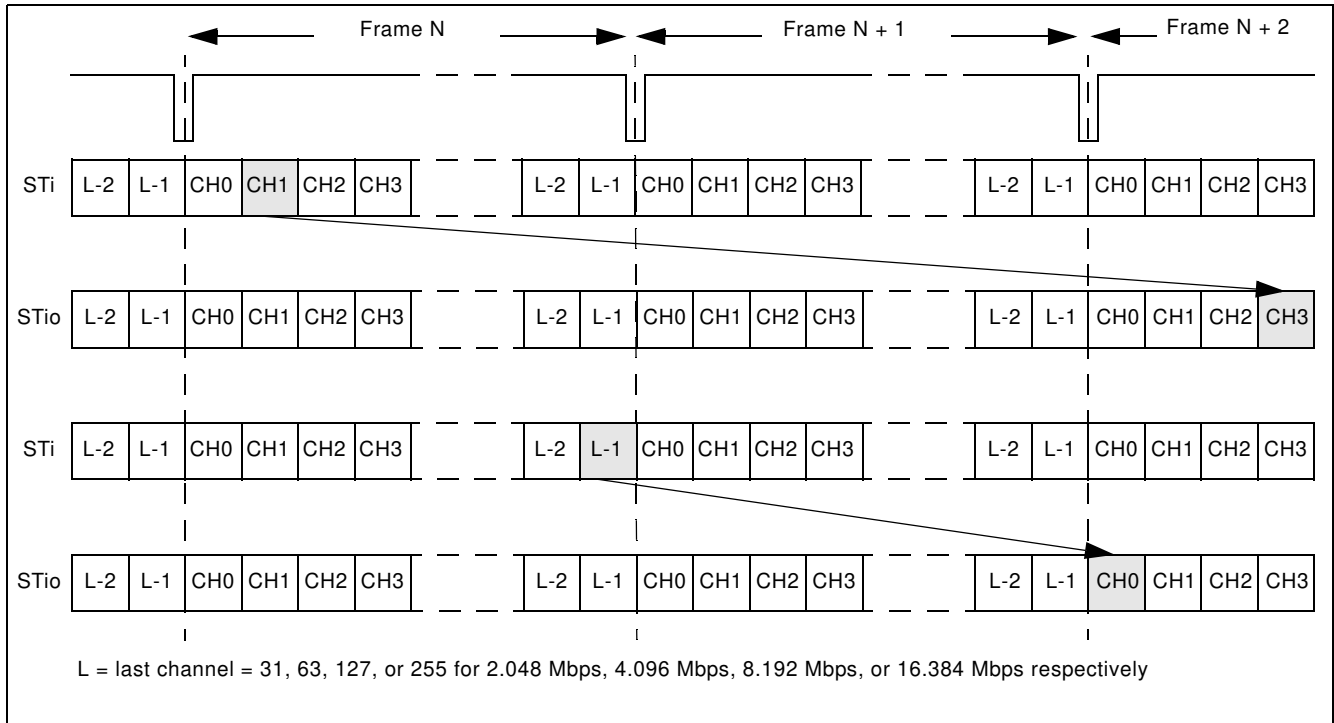 Frame N Frame N + 1 Frame N + 2
STi L-2 L-1 CH0 CH1 CH2 CH3 L-2 L-1 CH0 CH1 CH2 CH3 L-2 L-1 CH0 CH1 CH2 CH3
STio L-2 L-1 CH0 CH1 CH2 CH3 L-2 L-1 CH0 CH1 CH2 CH3 L-2 L-1 CH0 CH1 CH2 CH3
STi L-2 L-1 CH0 CH1 CH2 CH3 L-2 L-1 CH0 CH1 CH2 CH3 L-2 L-1 CH0 CH1 CH2 CH3
STio L-2 L-1 CH0 CH1 CH2 CH3 L-2 L-1 CH0 CH1 CH2 CH3 L-2 L-1 CH0 CH1 CH2 CH3
L = last channel = 31, 63, 127, or 255 for 2.048 Mbps, 4.096 Mbps, 8.192 Mbps, or 16.384 Mbps respectively